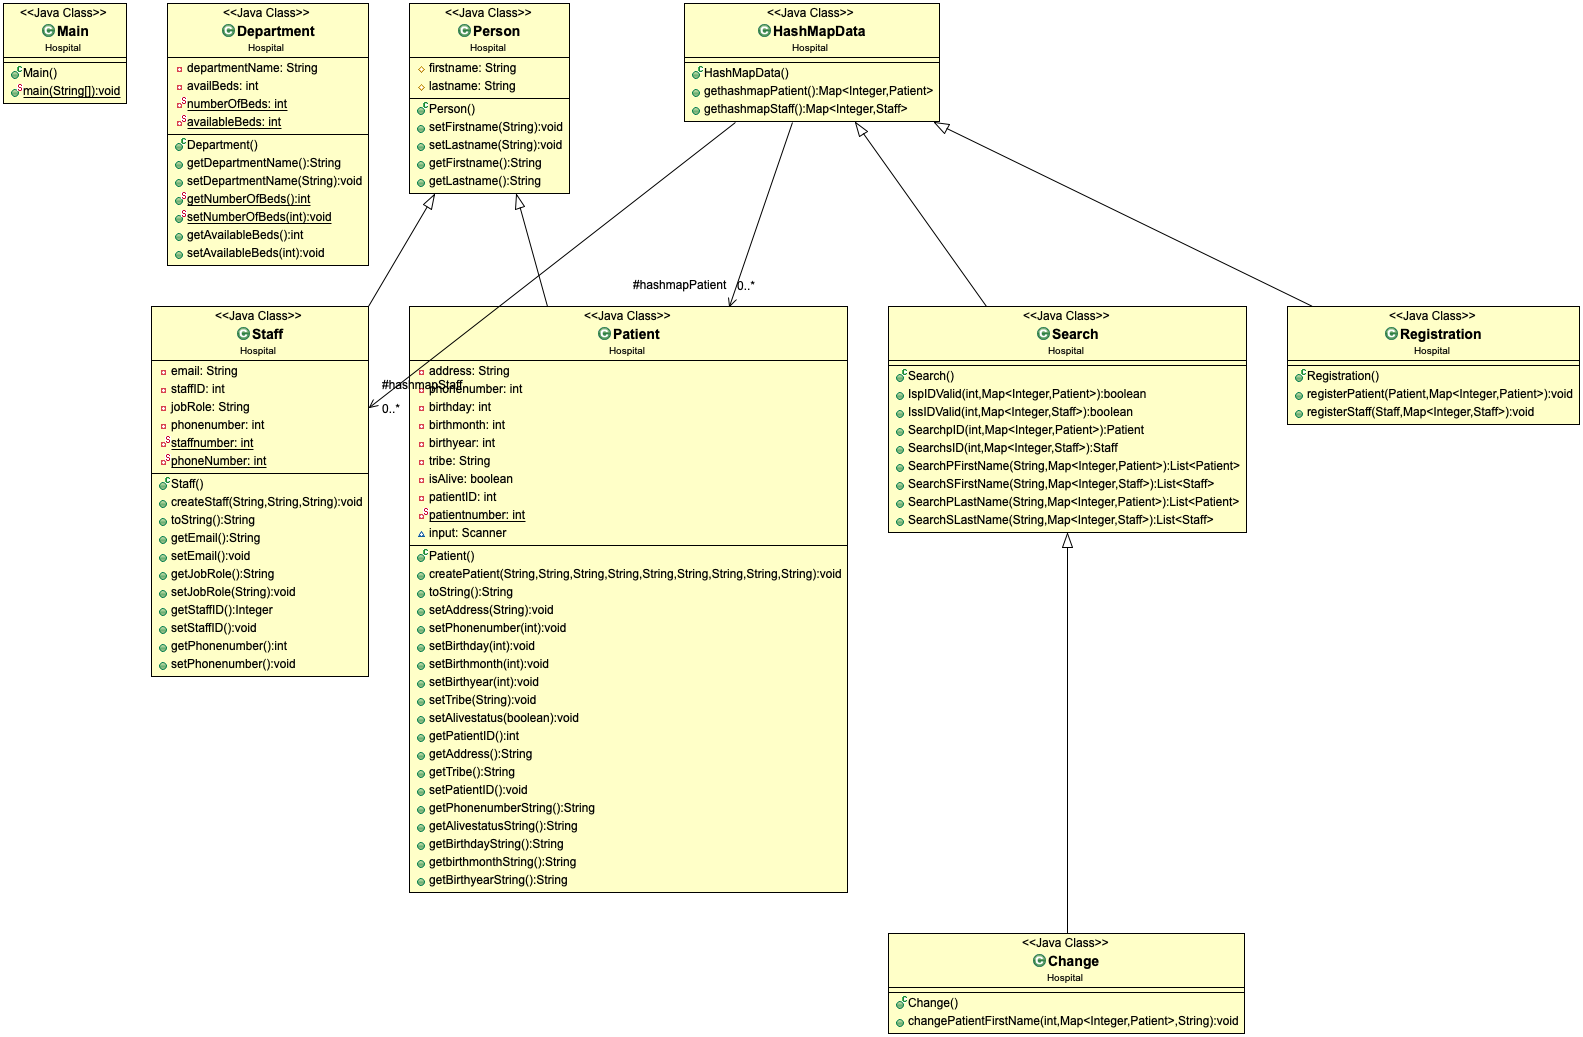 <<Java Class>>
Main
Hospital
Main()
main(String[]):void
<<Java Class>>
Department
Hospital
departmentName: String
availBeds: int
numberOfBeds: int
availableBeds: int
Department()
getDepartmentName():String
setDepartmentName(String):void
getNumberOfBeds():int
setNumberOfBeds(int):void
getAvailableBeds():int
setAvailableBeds(int):void
<<Java Class>>
Person
Hospital
firstname: String
lastname: String
Person()
setFirstname(String):void
setLastname(String):void
getFirstname():String
getLastname():String
<<Java Class>>
HashMapData
Hospital
HashMapData()
gethashmapPatient():Map<Integer,Patient>
gethashmapStaff():Map<Integer,Staff>
#hashmapPatient
0..*
#hashmapStaff
0..*
<<Java Class>>
Staff
Hospital
email: String
staffID: int
jobRole: String
phonenumber: int
staffnumber: int
phoneNumber: int
Staff()
createStaff(String,String,String):void
toString():String
getEmail():String
setEmail():void
getJobRole():String
setJobRole(String):void
getStaffID():Integer
setStaffID():void
getPhonenumber():int
setPhonenumber():void
<<Java Class>>
Patient
Hospital
address: String
phonenumber: int
birthday: int
birthmonth: int
birthyear: int
tribe: String
isAlive: boolean
patientID: int
patientnumber: int
input: Scanner
Patient()
createPatient(String,String,String,String,String,String,String,String,String):void
toString():String
setAddress(String):void
setPhonenumber(int):void
setBirthday(int):void
setBirthmonth(int):void
setBirthyear(int):void
setTribe(String):void
setAlivestatus(boolean):void
getPatientID():int
getAddress():String
getTribe():String
setPatientID():void
getPhonenumberString():String
getAlivestatusString():String
getBirthdayString():String
getbirthmonthString():String
getBirthyearString():String
<<Java Class>>
Search
Hospital
Search()
IspIDValid(int,Map<Integer,Patient>):boolean
IssIDValid(int,Map<Integer,Staff>):boolean
SearchpID(int,Map<Integer,Patient>):Patient
SearchsID(int,Map<Integer,Staff>):Staff
SearchPFirstName(String,Map<Integer,Patient>):List<Patient>
SearchSFirstName(String,Map<Integer,Staff>):List<Staff>
SearchPLastName(String,Map<Integer,Patient>):List<Patient>
SearchSLastName(String,Map<Integer,Staff>):List<Staff>
<<Java Class>>
Registration
Hospital
Registration()
registerPatient(Patient,Map<Integer,Patient>):void
registerStaff(Staff,Map<Integer,Staff>):void
<<Java Class>>
Change
Hospital
Change()
changePatientFirstName(int,Map<Integer,Patient>,String):void